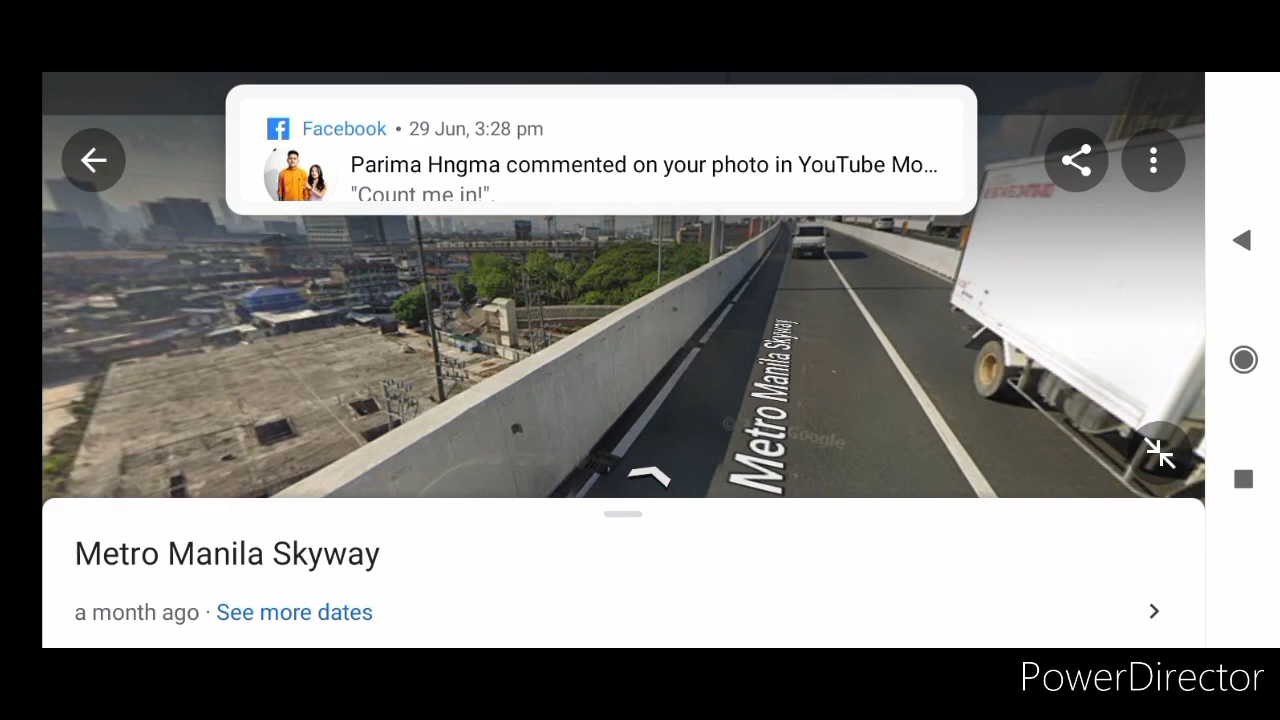 Facebook • 29 Jun, 3:28 pm
Parima Hngma commented on your photo in YouTube Mo...
"Count me in!".
Metro Manila Skyway
Google
Metro Manila Skyway
a month ago · See more dates
PowerDirector